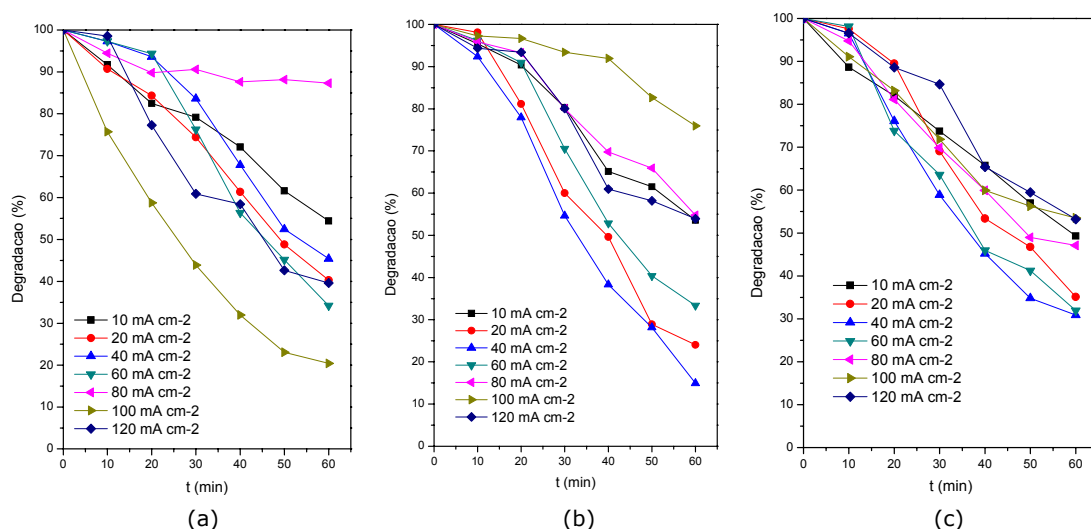 100
90
80
70
60
50
40
30
20
10
0
Degradacao (%)
10 mA cm-2
20 mA cm-2
40 mA cm-2
60 mA cm-2
80 mA cm-2
100 mA cm-2
120 mA cm-2
0 10 20 30 40 50 60
t (min)
(a)
100
90
80
70
60
50
40
30
20
10
0
Degradacao (%)
10 mA cm-2
20 mA cm-2
40 mA cm-2
60 mA cm-2
80 mA cm-2
100 mA cm-2
120 mA cm-2
0 10 20 30 40 50 60
t (min)
(b)
100
90
80
70
60
50
40
30
20
10
0
Degradacao (%)
10 mA cm-2
20 mA cm-2
40 mA cm-2
60 mA cm-2
80 mA cm-2
100 mA cm-2
120 mA cm-2
0 10 20 30 40 50 60
t (min)
(c)